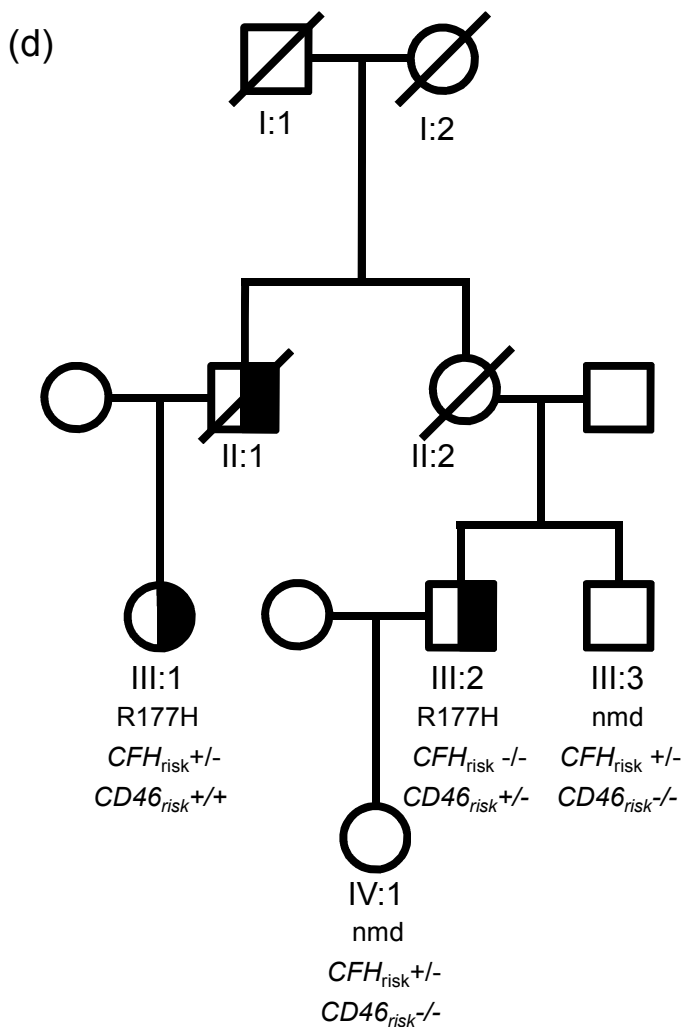 (d)
I:1 I:2
II:1 II:2
III:1 III:2 III:3
R177H R177H nmd
CFHrisk+/- CFHrisk -/- CFHrisk +/-
CD46risk+/+ CD46risk+/- CD46risk-/-
IV:1
nmd
CFHrisk+/-
CD46risk-/-